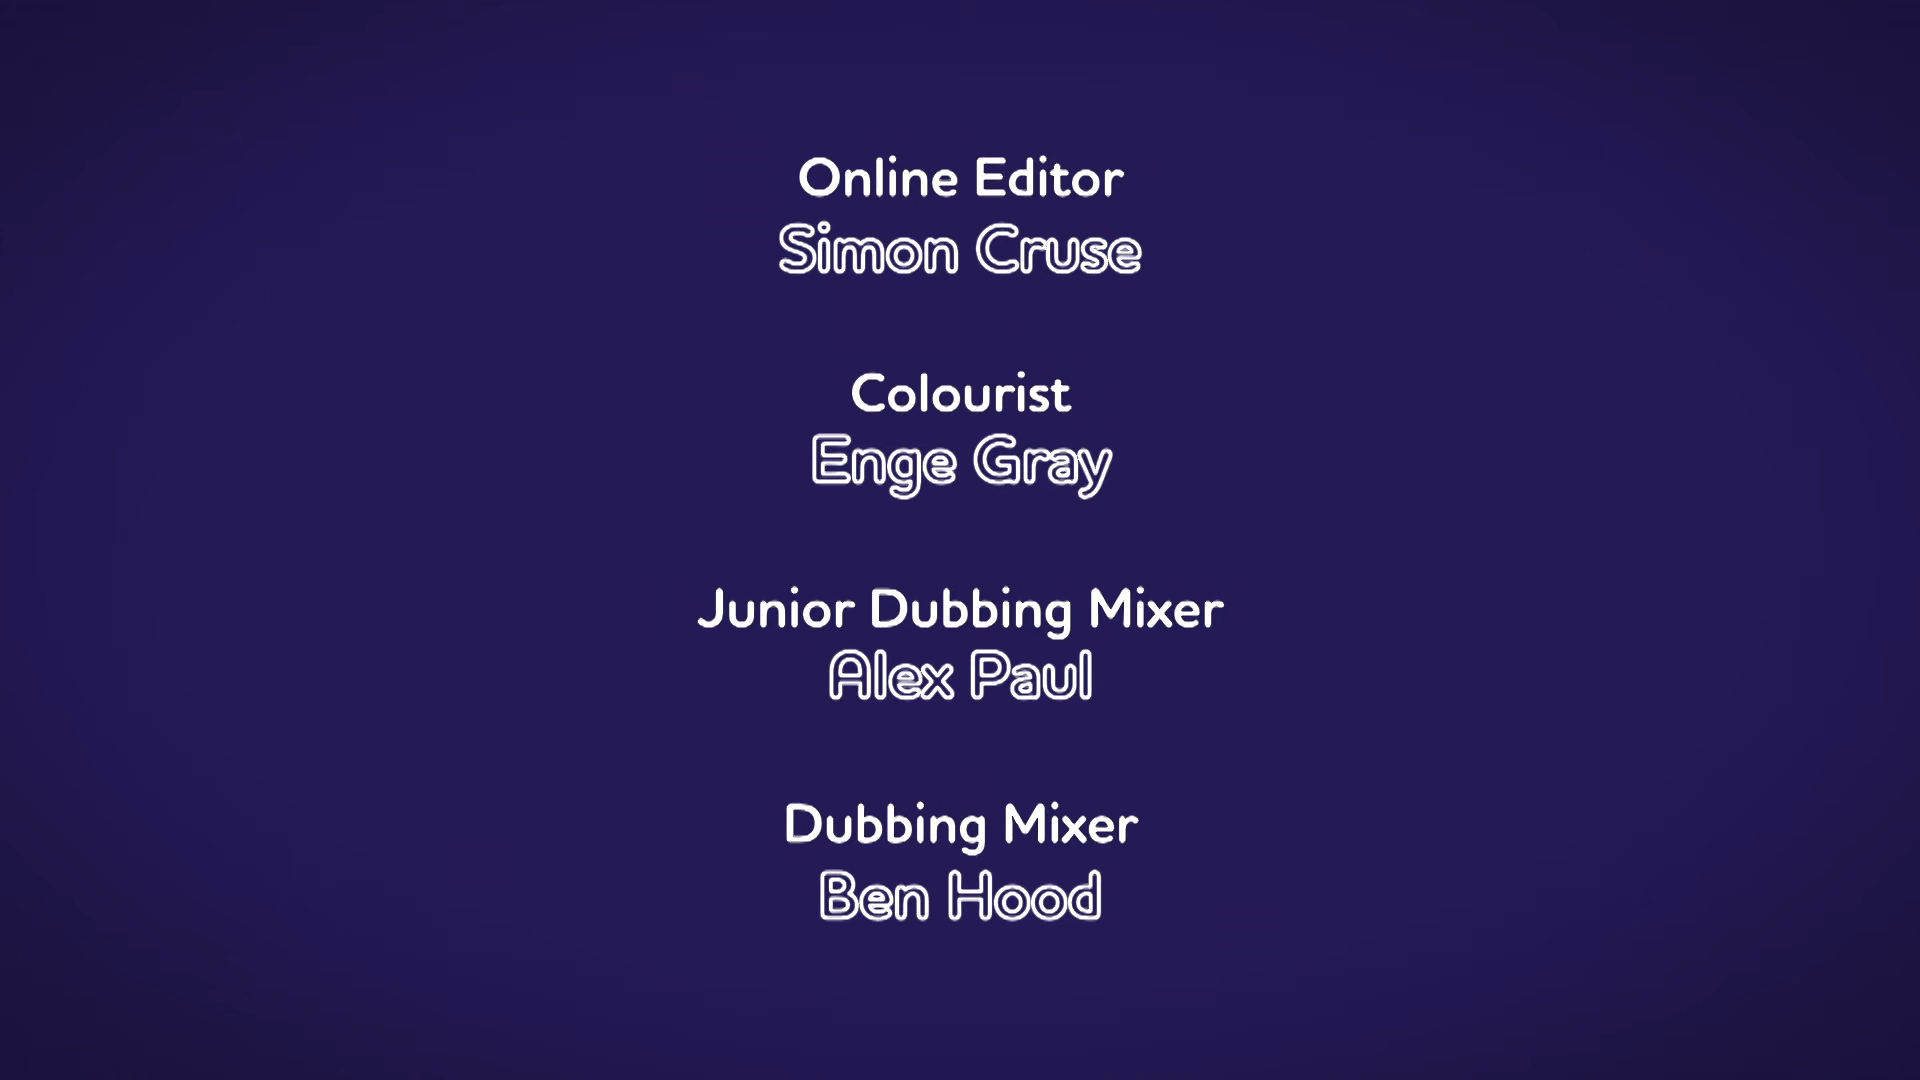 Online Editor
Simon Cruse
Colourist
Enge Gray
Junior Dubbing Mixer
Alex Paul
Dubbing Mixer
Ben Hood